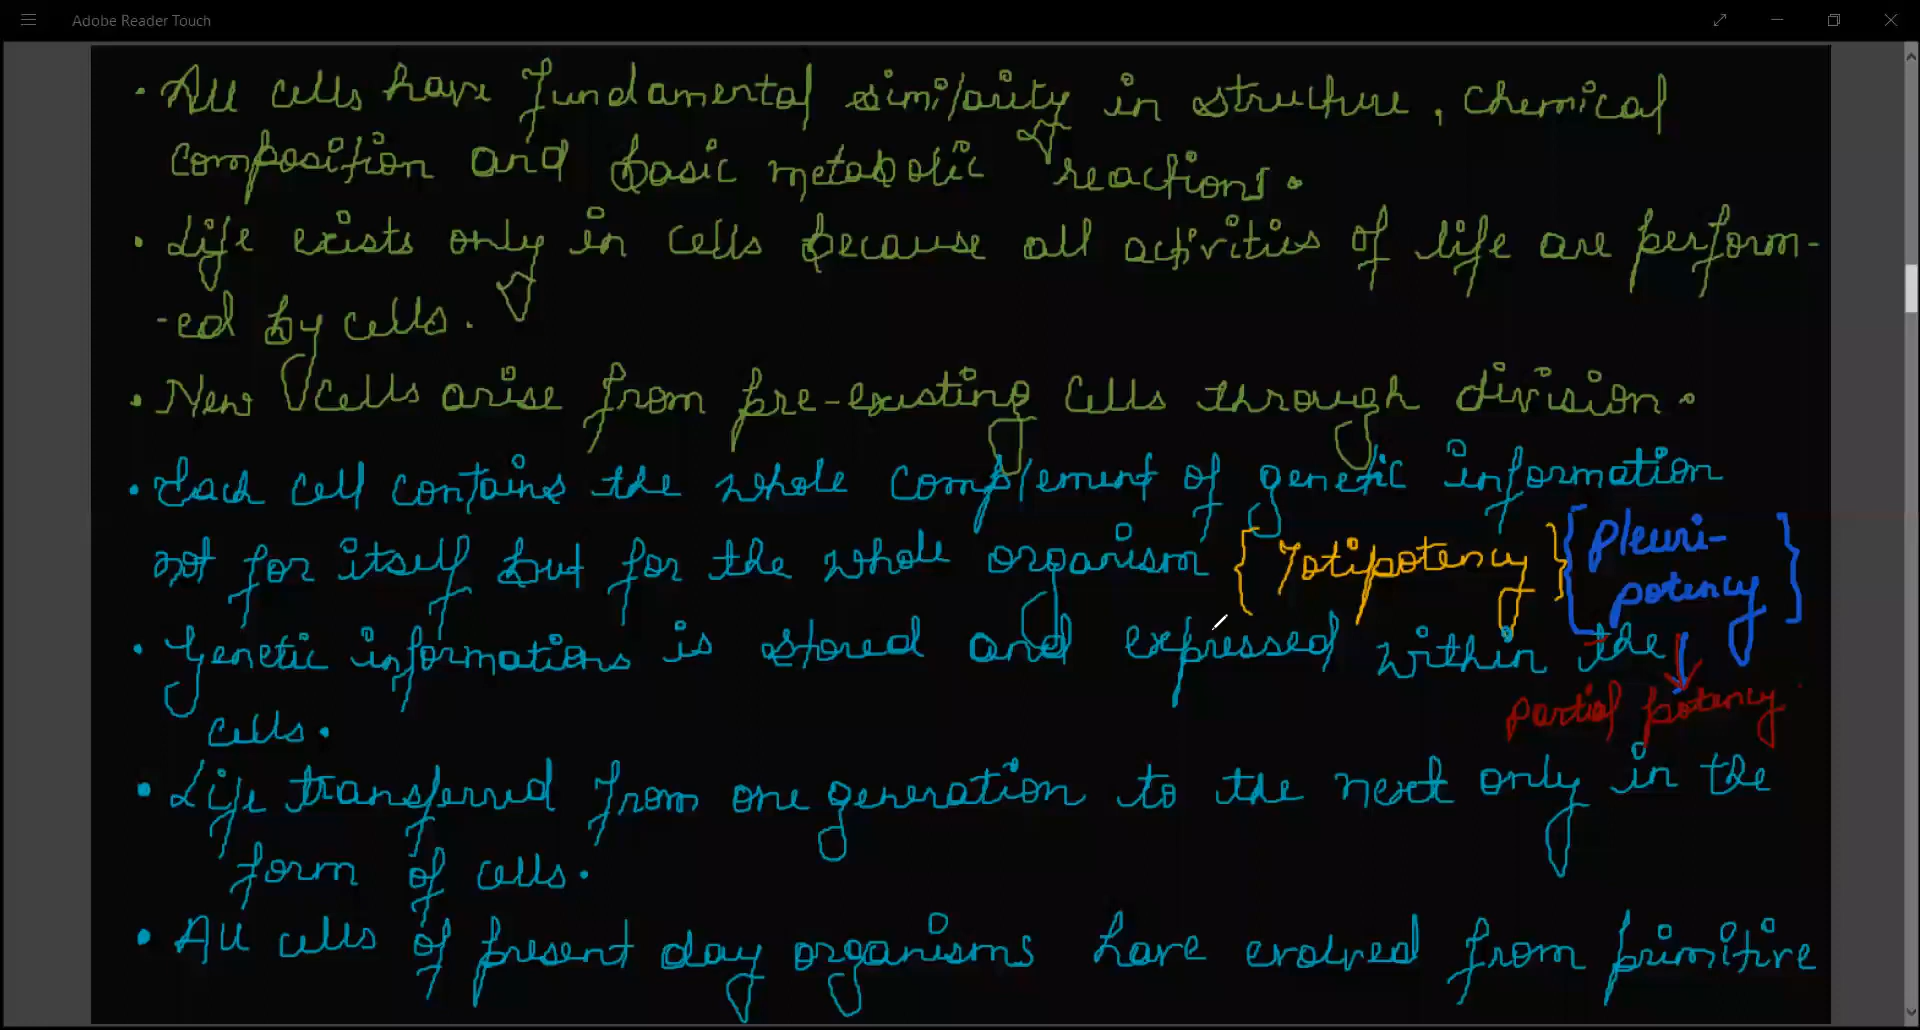 Adobe Reader Touch
• All cells have fundamental similarity in structure, chemical
composition and basic metabolic reactions.
• Life exists only in cells because all activities of life are perform-
-ed by cells.
• New cells arise from pre-existing cells through division.
• Each cell contains the whole complement of genetic information
not for itself but for the whole organism {Totipotency} {Pleuri-
potency}
• Genetic informations is stored and expressed within the
partial potency
cells.
• Life transferred from one generation to the next only in the
form of cells.
• All cells of present day organisms have evolved from primitive